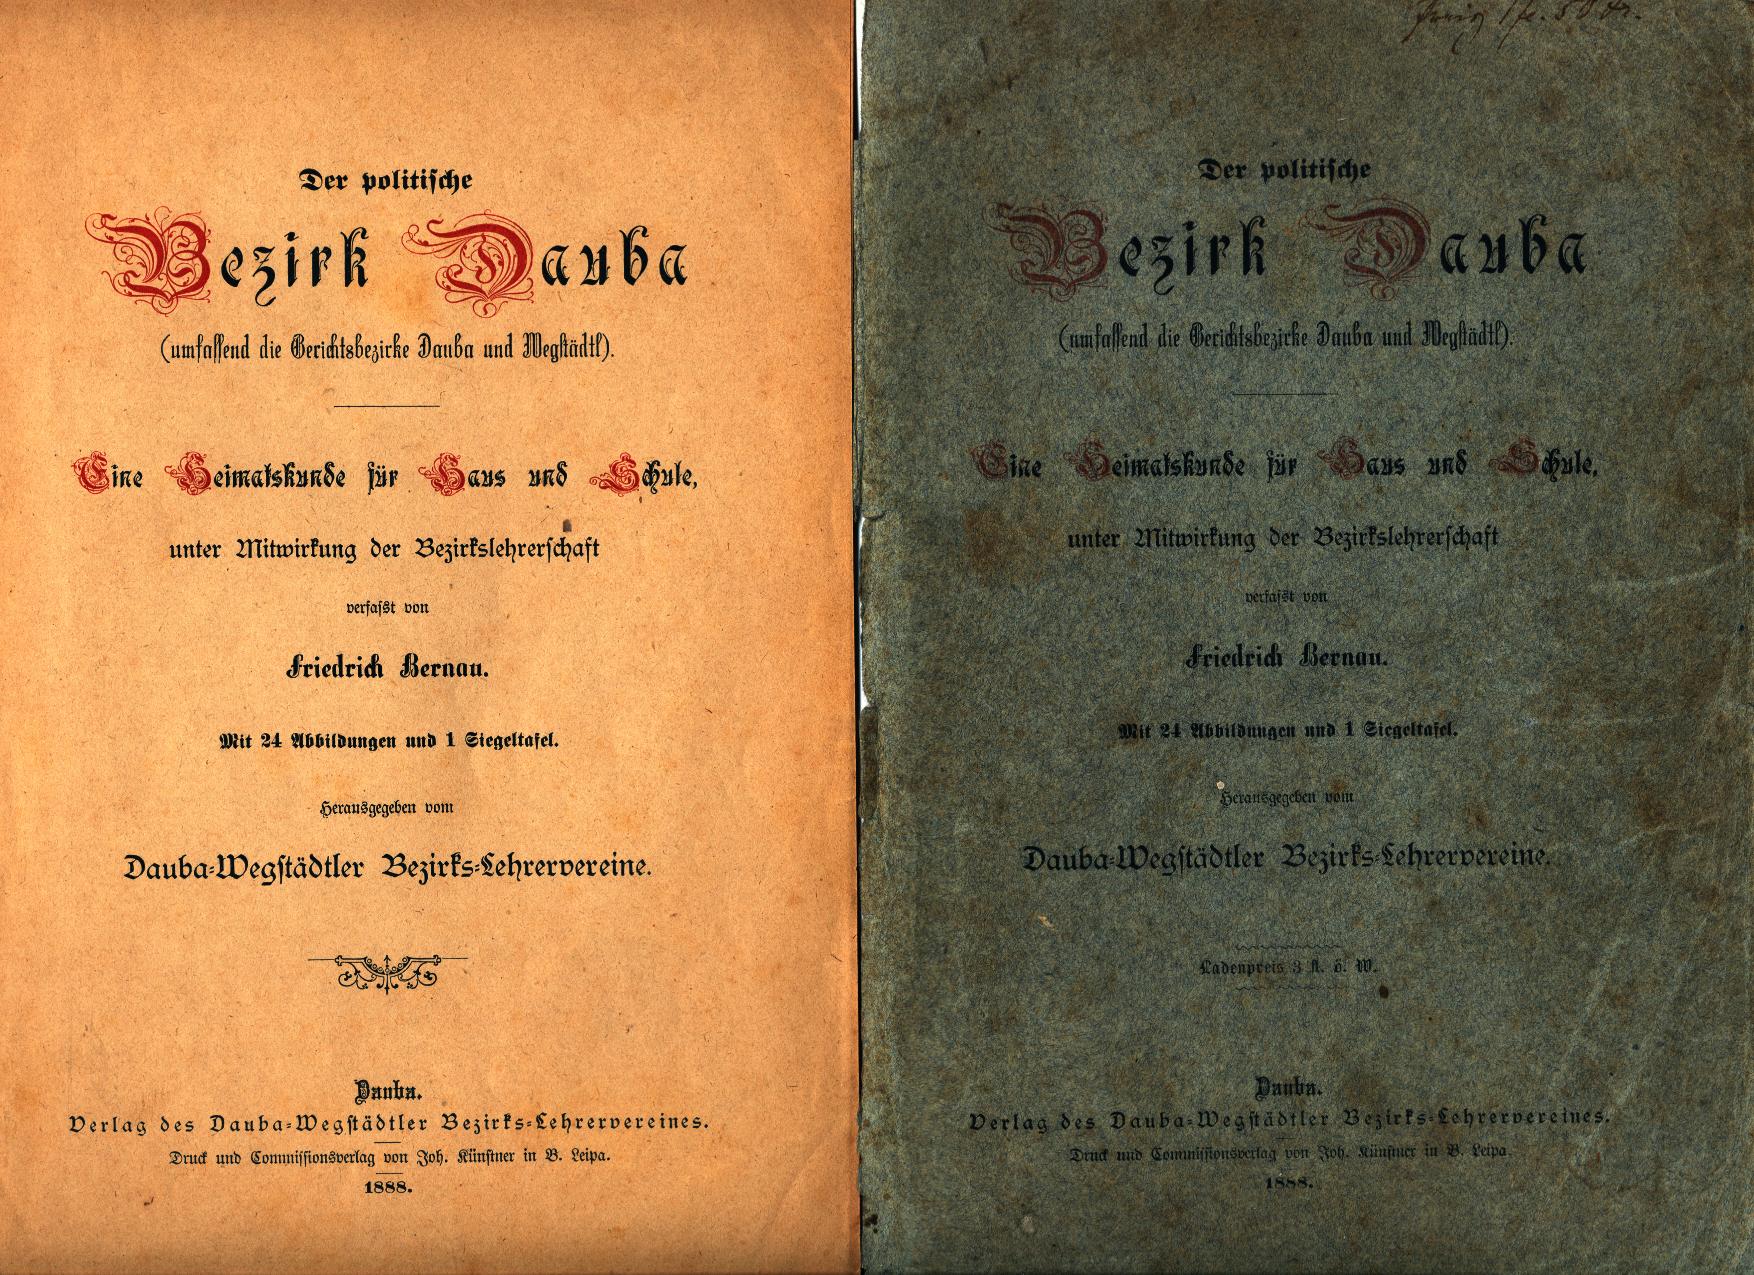 Der politische
Bezirk Dauba
(umfassend die Gerichtsbezirke Dauba und Wegstädtl).
Eine Heimatskunde für Haus und Schule,
unter Mitwirkung der Bezirkslehrerschaft
verfaßt von
Friedrich Bernau.
Mit 24 Abbildungen und 1 Siegeltafel.
Herausgegeben vom
Dauba-Wegstädtler Bezirks-Lehrervereine.
Dauba.
Verlag des Dauba-Wegstädtler Bezirks-Lehrervereines.
Druck und Commissionsverlag von Joh. Künstner in B. Leipa.
1888.
Preis 1 fl. 50 kr.
Der politische
Bezirk Dauba
(umfassend die Gerichtsbezirke Dauba und Wegstädtl).
Eine Heimatskunde für Haus und Schule,
unter Mitwirkung der Bezirkslehrerschaft
verfaßt von
Friedrich Bernau.
Mit 24 Abbildungen und 1 Siegeltafel.
Herausgegeben vom
Dauba-Wegstädtler Bezirks-Lehrervereine.
Ladenpreis 3 fl. ö. W.
Dauba.
Verlag des Dauba-Wegstädtler Bezirks-Lehrervereines.
Druck und Commissionsverlag von Joh. Künstner in B. Leipa.
1888.